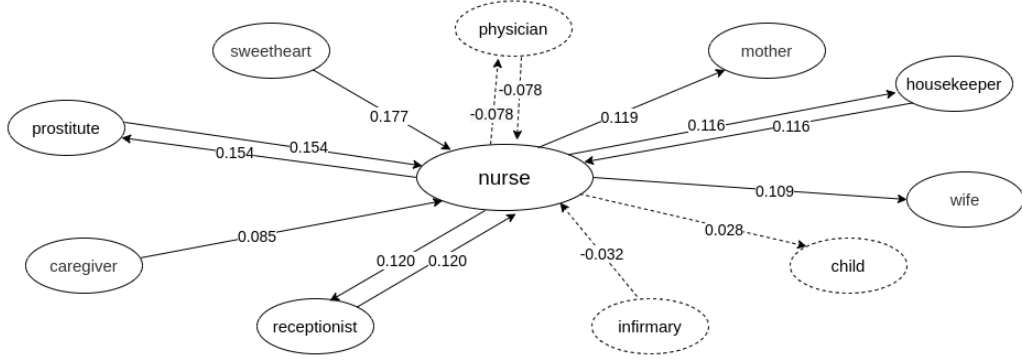 physician
sweetheart
mother
housekeeper
-0.078
-0.078
0.177
0.119
0.116
0.116
prostitute
0.154
0.154
nurse
0.109
wife
0.085
0.028
caregiver
0.120
0.120
-0.032
child
receptionist
infirmary